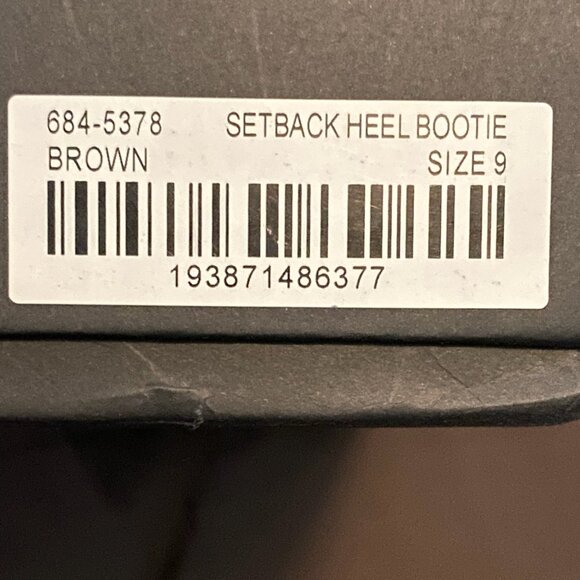 684-5378 SETBACK HEEL BOOTIE
BROWN SIZE 9
193871486377